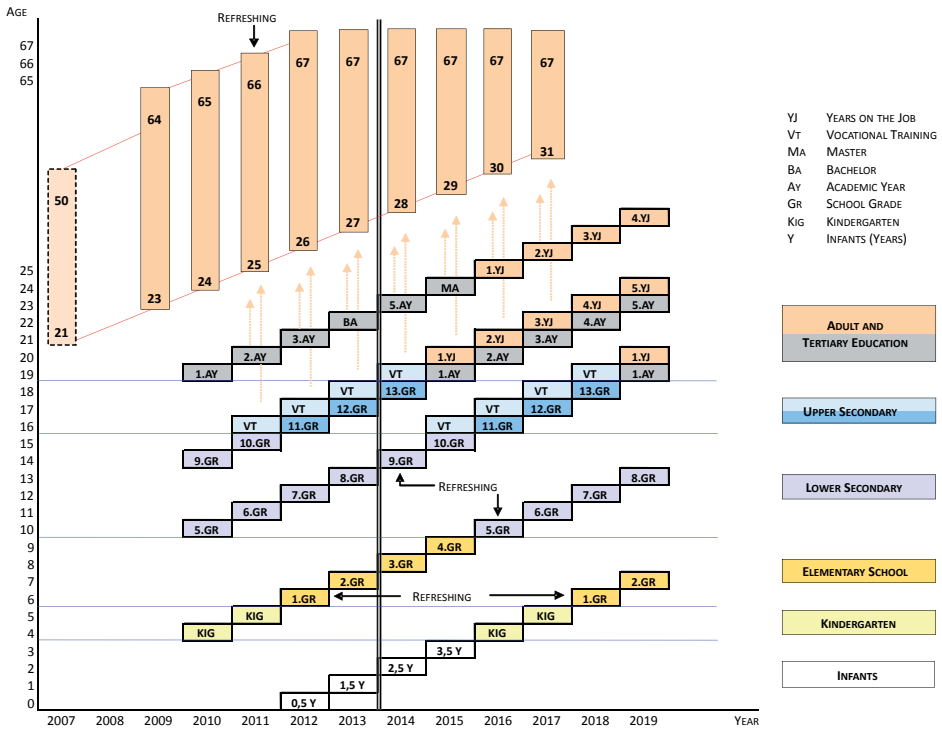 AGE
REFRESHING
67
66
65
67 67 67 67 67 67
66
65
64
50
31
30
29
28
27
26
25
24
23
21
YJ YEARS ON THE JOB
VT VOCATIONAL TRAINING
MA MASTER
BA BACHELOR
AY ACADEMIC YEAR
GR SCHOOL GRADE
KIG KINDERGARTEN
Y INFANTS (YEARS)
4.YJ
3.YJ
2.YJ
25 1.YJ
24 MA 5.YJ
23 5.AY 4.YJ 5.AY
22 BA 3.YJ 4.AY
21 3.AY 2.YJ 3.AY
20 2.AY 1.YJ 2.AY 1.YJ
19 1.AY VT 1.AY VT 1.AY
18 VT 13.GR VT 13.GR
17 VT 12.GR VT 12.GR
16 VT 11.GR VT 11.GR
15 10.GR 10.GR
14 9.GR 9.GR
13 8.GR 8.GR
REFRESHING
12 7.GR 7.GR
11 6.GR 6.GR
10 5.GR 5.GR
9 4.GR
8 3.GR
7 2.GR 2.GR
6 1.GR REFRESHING 1.GR
5 KIG KIG
4 KIG KIG
3 3,5 Y
2 2,5 Y
1 1,5 Y
0 0,5 Y
2007 2008 2009 2010 2011 2012 2013 2014 2015 2016 2017 2018 2019 YEAR
ADULT AND
TERTIARY EDUCATION
UPPER SECONDARY
LOWER SECONDARY
ELEMENTARY SCHOOL
KINDERGARTEN
INFANTS